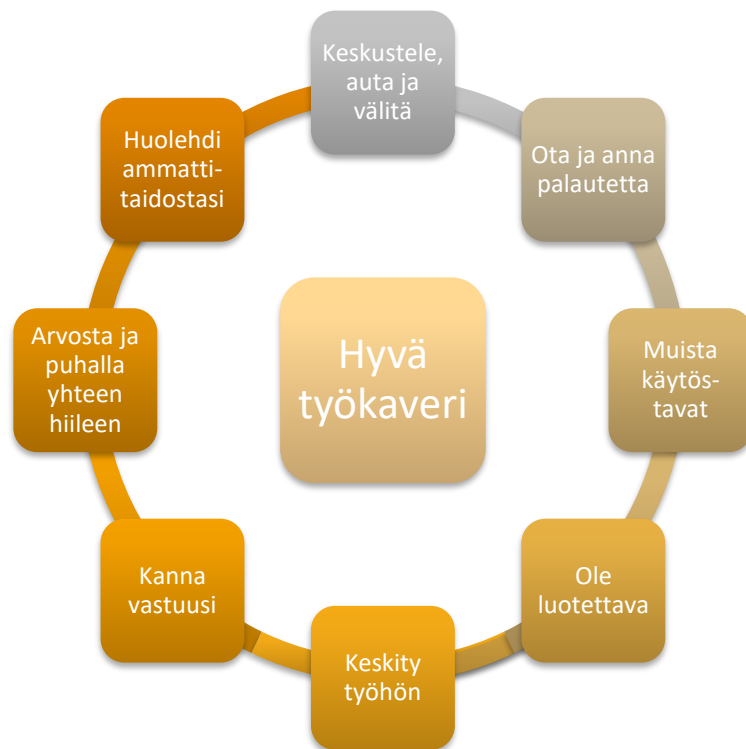 Keskustele,
auta ja
välitä
Ota ja anna
palautetta
Muista
käytös-
tavat
Ole
luotettava
Keskity
työhön
Kanna
vastuusi
Arvosta ja
puhalla
yhteen
hiileen
Huolehdi
ammatti-
taidostasi
Hyvä
työkaveri